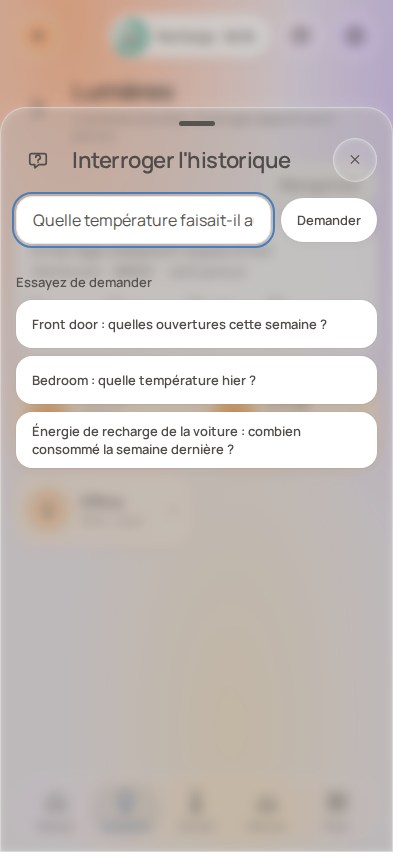 Lumières
Interroger l'historique
Quelle température faisait-il a
Demander
Essayez de demander
Front door : quelles ouvertures cette semaine ?
Bedroom : quelle température hier ?
Énergie de recharge de la voiture : combien
consommé la semaine dernière ?